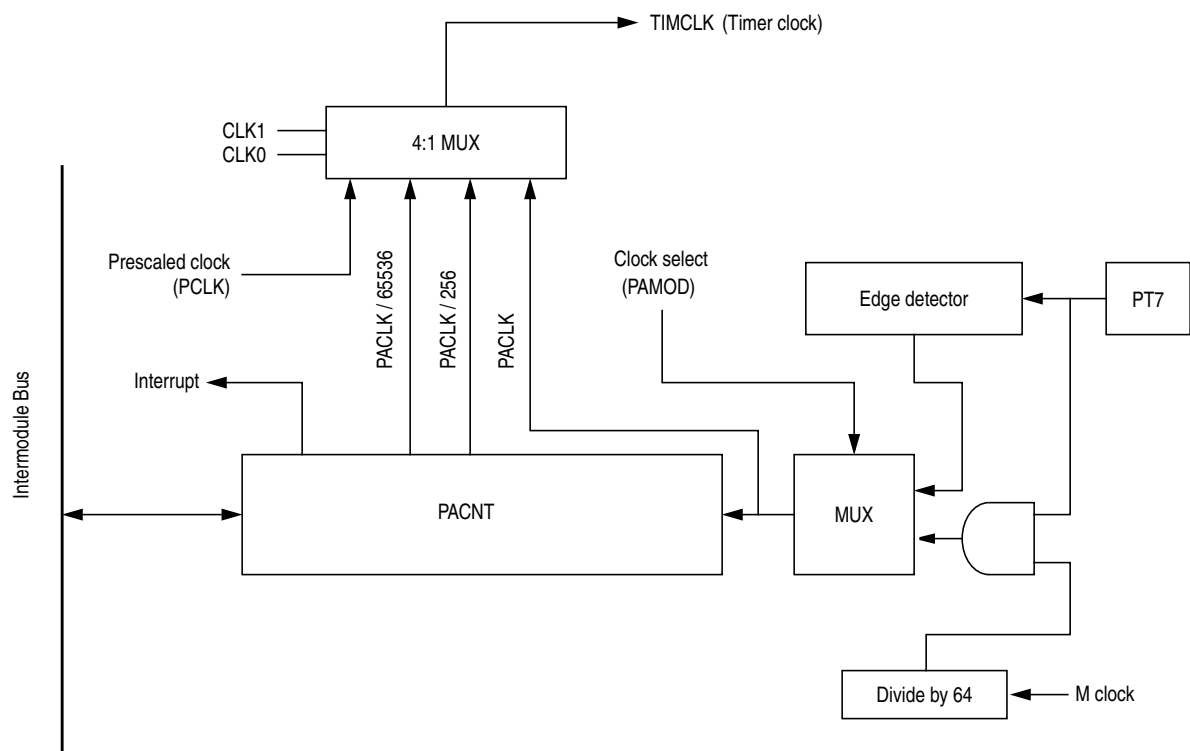 TIMCLK (Timer clock)
CLK1
CLK0
4:1 MUX
Prescaled clock
(PCLK)
PACLK / 65536
PACLK / 256
PACLK
Clock select
(PAMOD)
Edge detector
PT7
Interrupt
Intermodule Bus
PACNT
MUX
Divide by 64
M clock